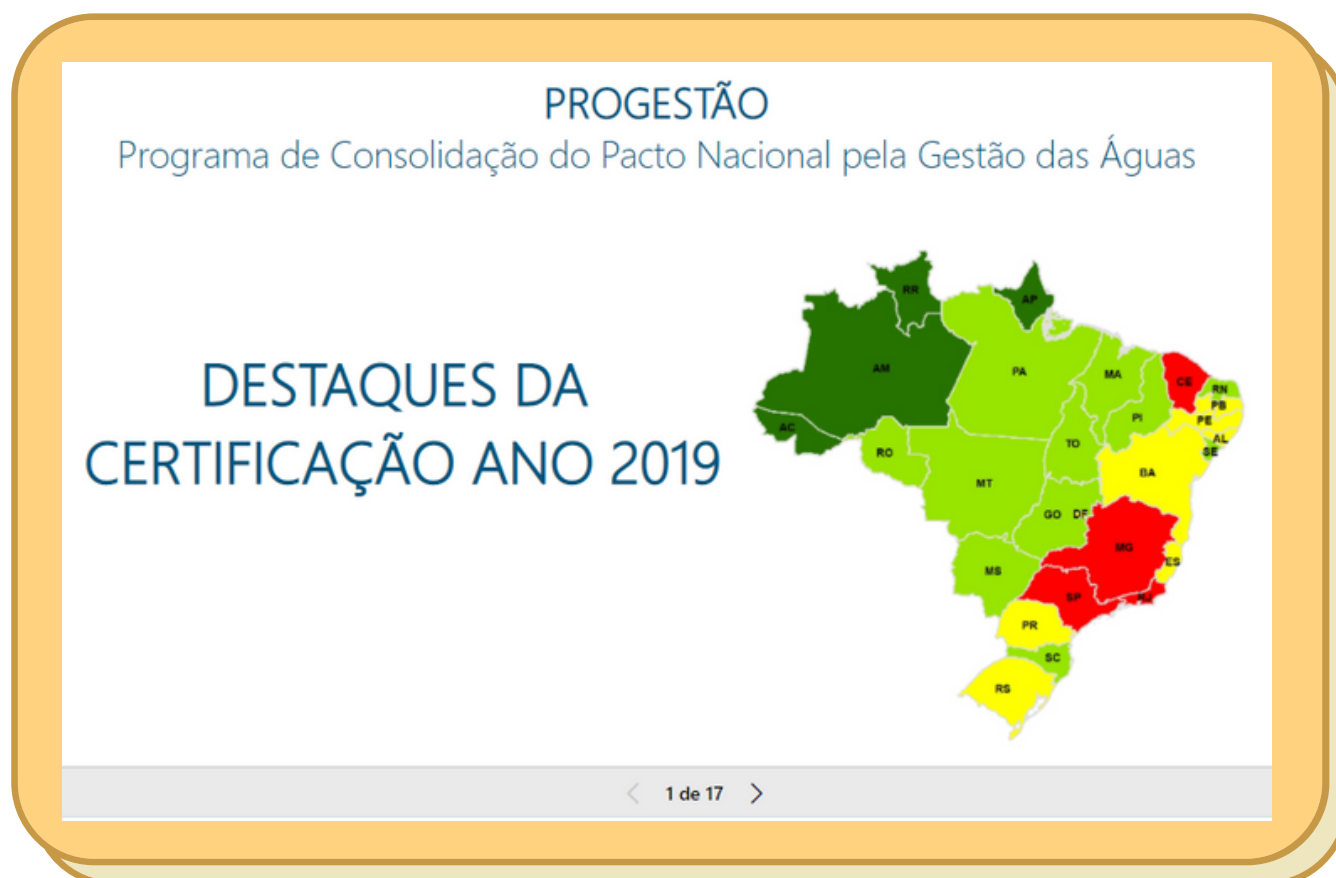 PROGESTÃO
Programa de Consolidação do Pacto Nacional pela Gestão das Águas
DESTAQUES DA
CERTIFICAÇÃO ANO 2019
RR
AP
AM
PA
MA
CE
RN
PB
PE
PI
AL
SE
AC
RO
TO
BA
MT
GO DF
MG
ES
MS
SP
RJ
PR
SC
RS
1 de 17